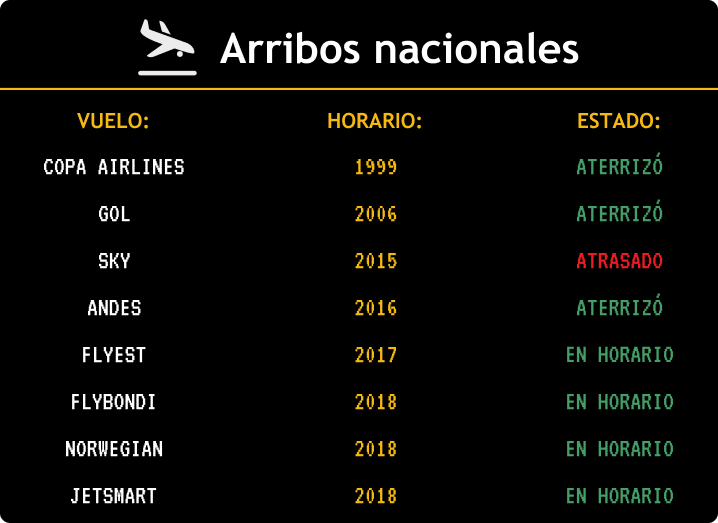 Arribos nacionales
VUELO: HORARIO: ESTADO:
COPA AIRLINES 1999 ATERRIZÓ
GOL 2006 ATERRIZÓ
SKY 2015 ATRASADO
ANDES 2016 ATERRIZÓ
FLYEST 2017 EN HORARIO
FLYBONDI 2018 EN HORARIO
NORWEGIAN 2018 EN HORARIO
JETSMART 2018 EN HORARIO